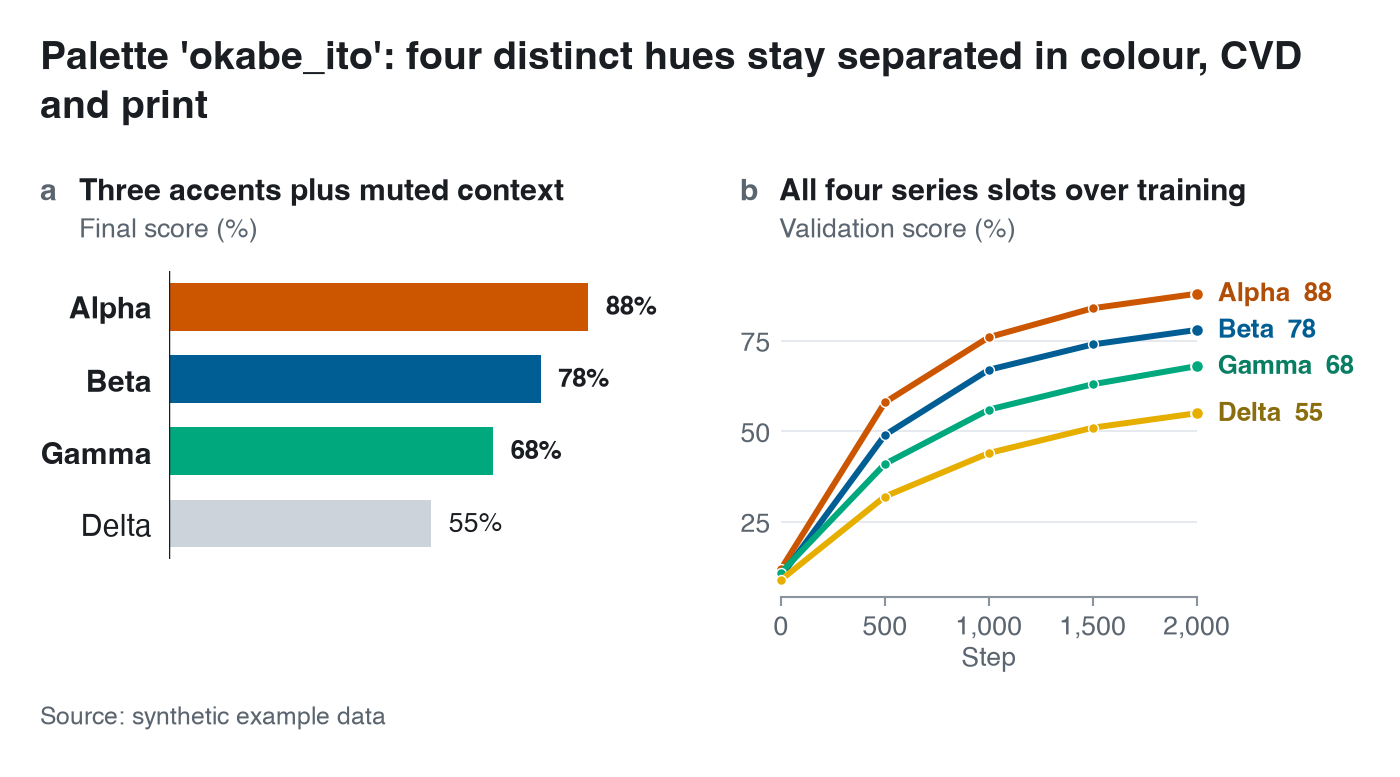 Palette 'okabe_ito': four distinct hues stay separated in colour, CVD
and print
a Three accents plus muted context
Final score (%)
Alpha 88%
Beta 78%
Gamma 68%
Delta 55%
b All four series slots over training
Validation score (%)
75
50
25
Alpha 88
Beta 78
Gamma 68
Delta 55
0 500 1,000 1,500 2,000
Step
Source: synthetic example data